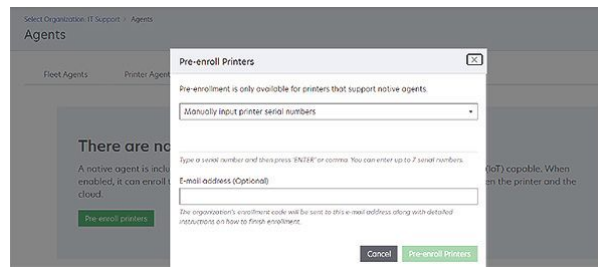 Select Organization: IT Support / Agents
Agents
Fleet Agents Printer Agent
Pre-enroll Printers
Pre-enrollment is only available for printers that support native agents.
Manually input printer serial numbers
Type a serial number and then press 'ENTER' or comma. You can enter up to 7 serial numbers.
E-mail address (Optional)
The organization's enrollment code will be sent to this e-mail address along with detailed
instructions on how to finish enrollment.
Cancel Pre-enroll Printers
There are no
A native agent is inclu
(IoT) capable. When
enabled, it can enroll
en the printer and the
cloud.
Pre-enroll printers